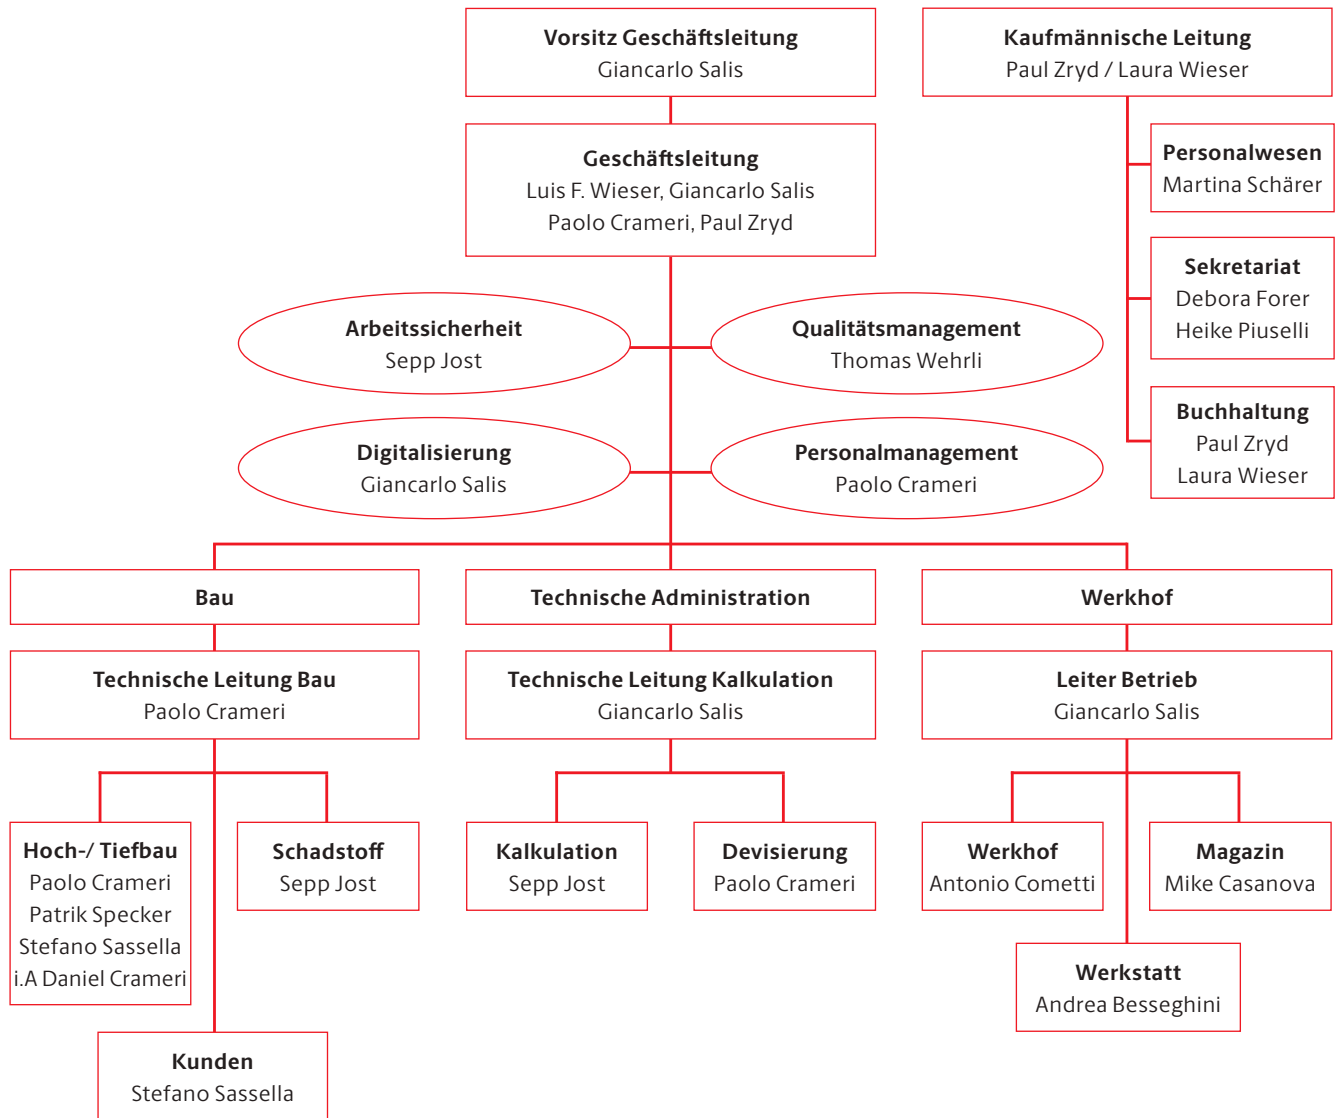 Vorsitz Geschäftsleitung
Giancarlo Salis
Kaufmännische Leitung
Paul Zryd / Laura Wieser
Geschäftsleitung
Luis F. Wieser, Giancarlo Salis
Paolo Crameri, Paul Zryd
Personalwesen
Martina Schärer
Sekretariat
Debora Forer
Heike Piuselli
Buchhaltung
Paul Zryd
Laura Wieser
Arbeitssicherheit
Sepp Jost
Qualitätsmanagement
Thomas Wehrli
Digitalisierung
Giancarlo Salis
Personalmanagement
Paolo Crameri
Bau
Technische Administration
Werkhof
Technische Leitung Bau
Paolo Crameri
Technische Leitung Kalkulation
Giancarlo Salis
Leiter Betrieb
Giancarlo Salis
Hoch-/ Tiefbau
Paolo Crameri
Patrik Specker
Stefano Sassella
i.A Daniel Crameri
Schadstoff
Sepp Jost
Kunden
Stefano Sassella
Kalkulation
Sepp Jost
Devisierung
Paolo Crameri
Werkhof
Antonio Cometti
Magazin
Mike Casanova
Werkstatt
Andrea Besseghini